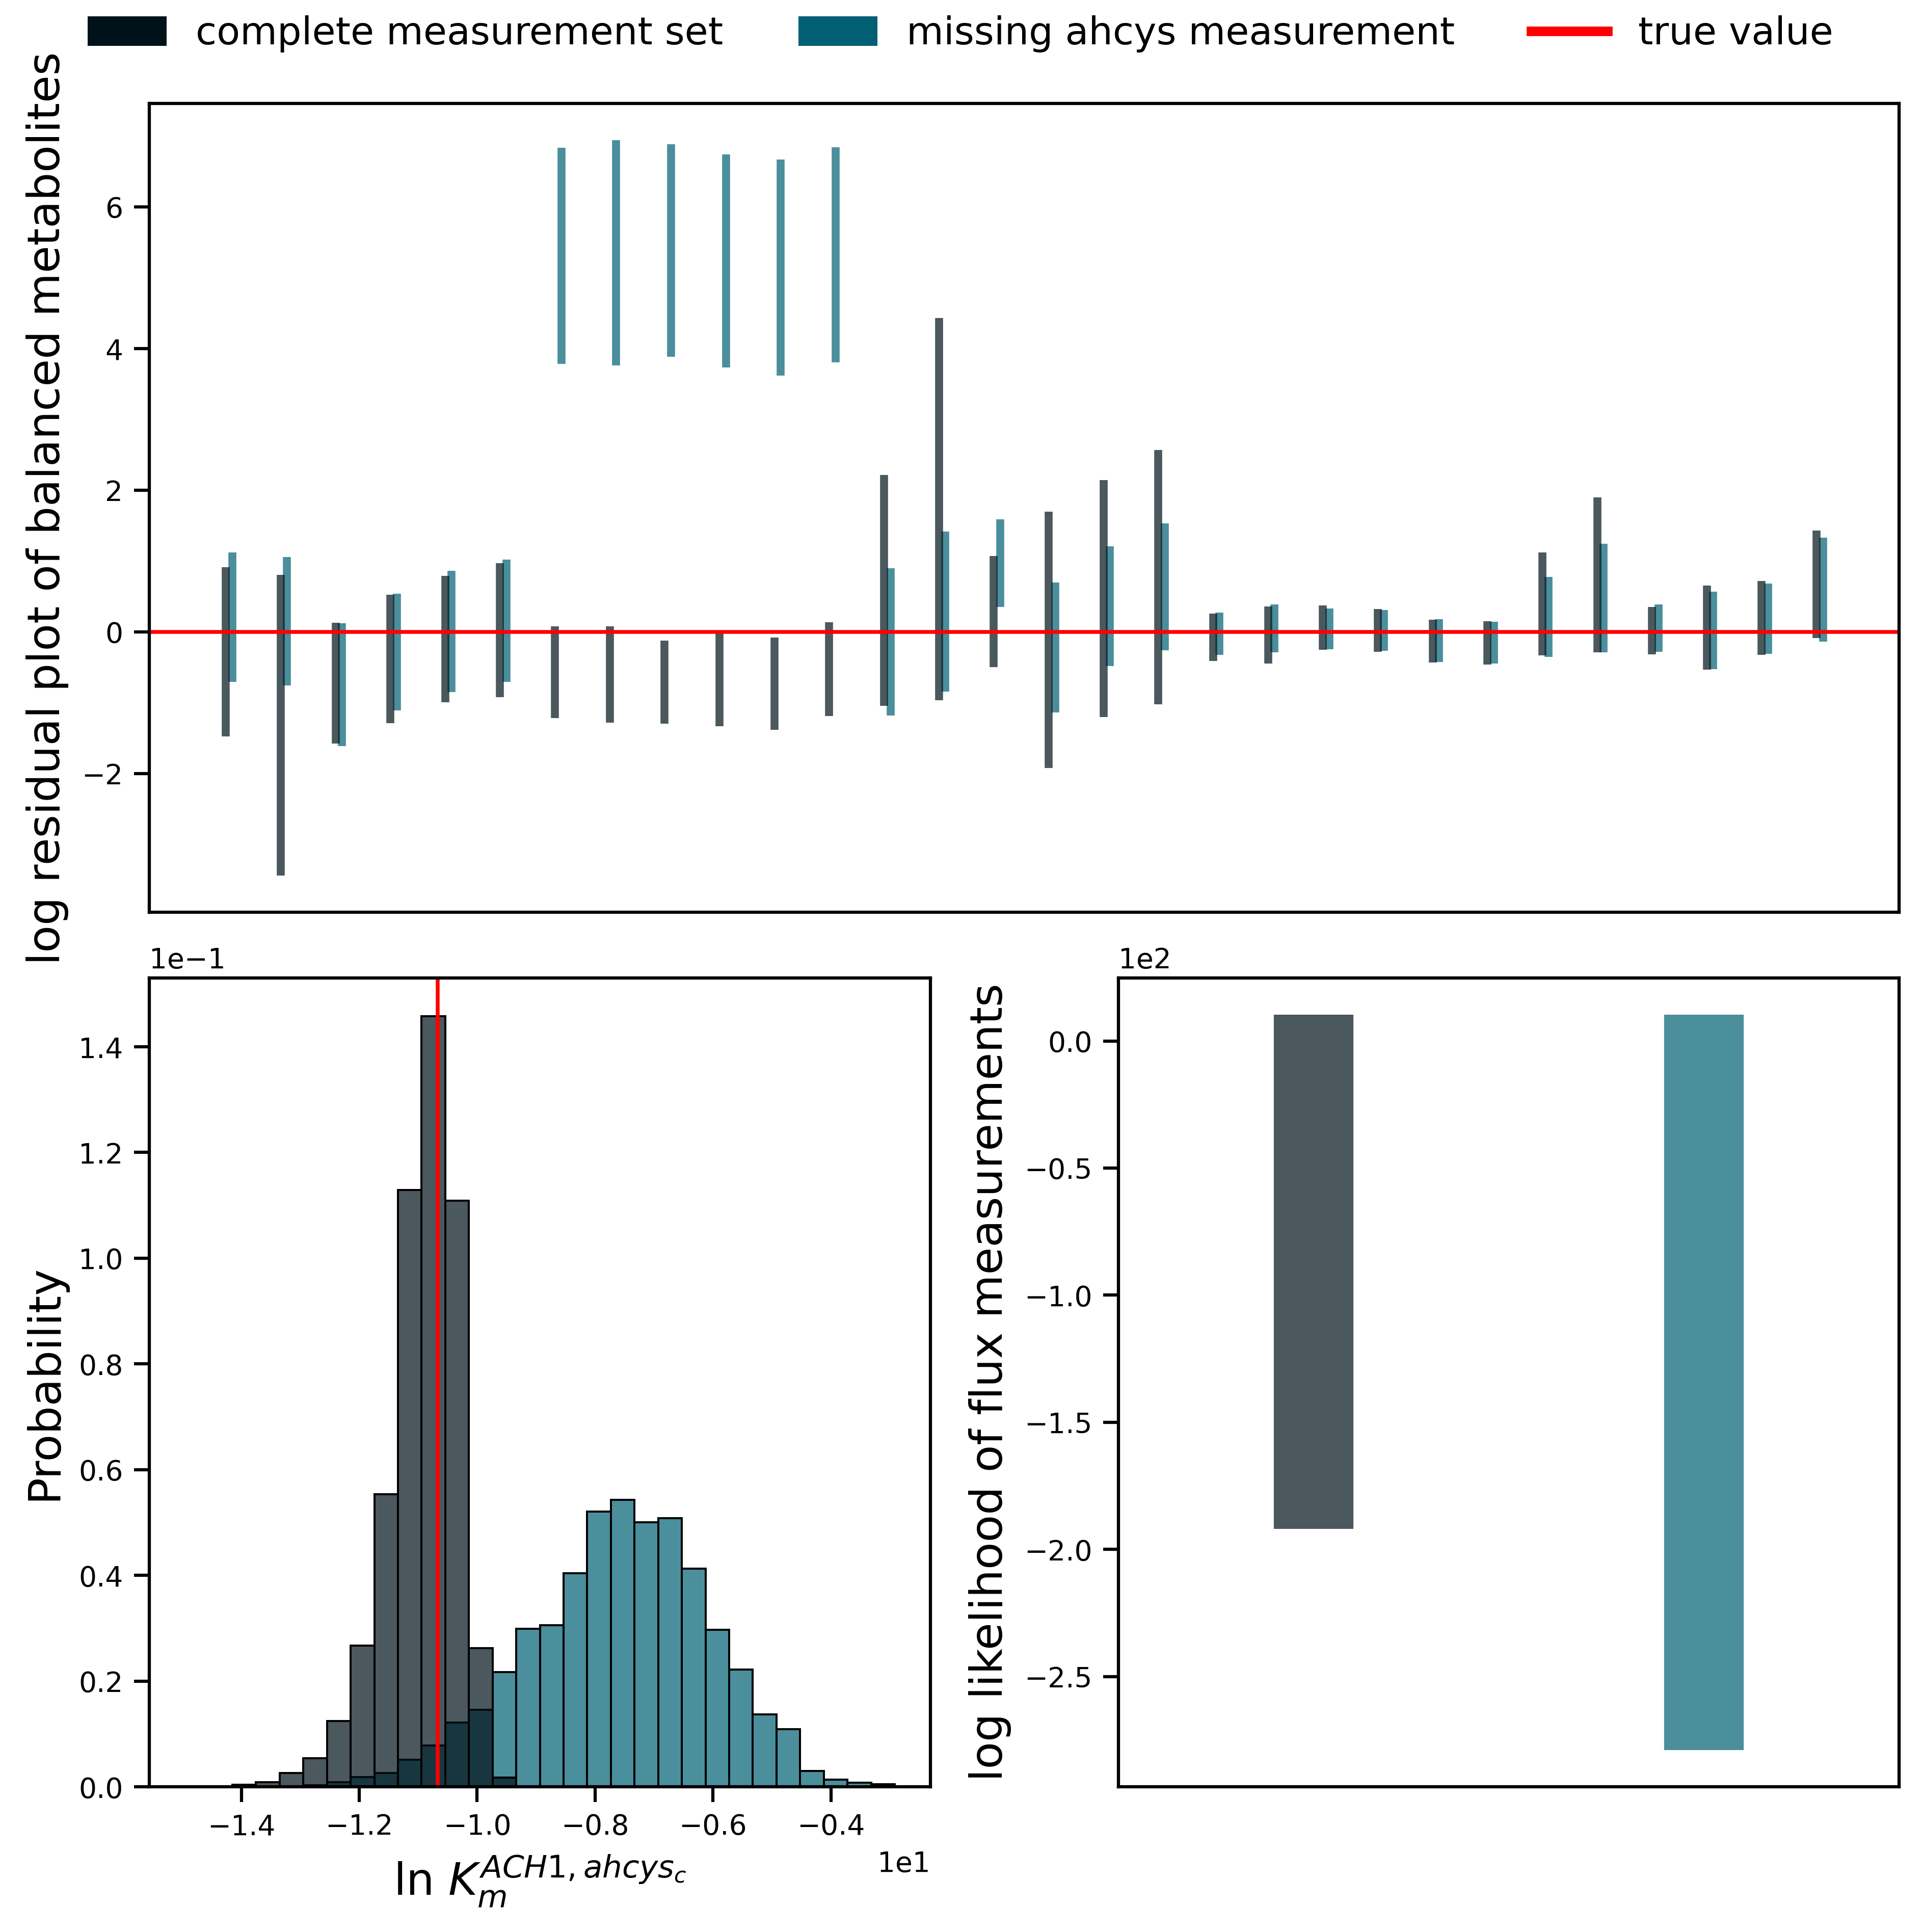 complete measurement set missing ahcys measurement true value
log residual plot of balanced metabolites
6
4
2
0
−2
1e−1
Probability
1.4
1.2
1.0
0.8
0.6
0.4
0.2
0.0
−1.4 −1.2 −1.0 −0.8 −0.6 −0.4
1e1
ln K_m^{ACH1, ahcys_c}
1e2
log likelihood of flux measurements
0.0
−0.5
−1.0
−1.5
−2.0
−2.5